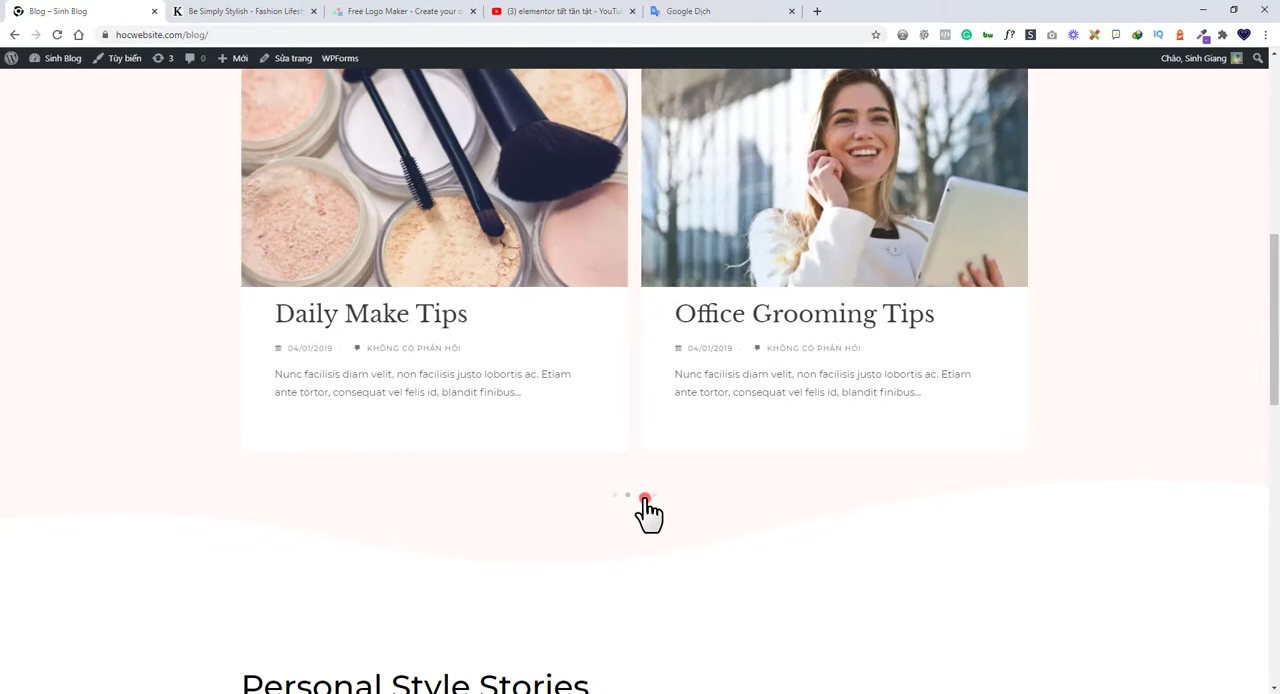 Blog – Sinh Blog
Be Simply Stylish - Fashion Lifest
Free Logo Maker - Create your o
(3) elementor tất tần tật - YouTu
Google Dịch
hocwebsite.com/blog/
Sinh Blog
Tùy biến
3
0
Mới
Sửa trang
WPForms
Chào, Sinh Giang
Daily Make Tips
04/01/2019
KHÔNG CÓ PHẢN HỒI
Nunc facilisis diam velit, non facilisis justo lobortis ac. Etiam
ante tortor, consequat vel felis id, blandit finibus...
Office Grooming Tips
04/01/2019
KHÔNG CÓ PHẢN HỒI
Nunc facilisis diam velit, non facilisis justo lobortis ac. Etiam
ante tortor, consequat vel felis id, blandit finibus...
Personal Style Stories